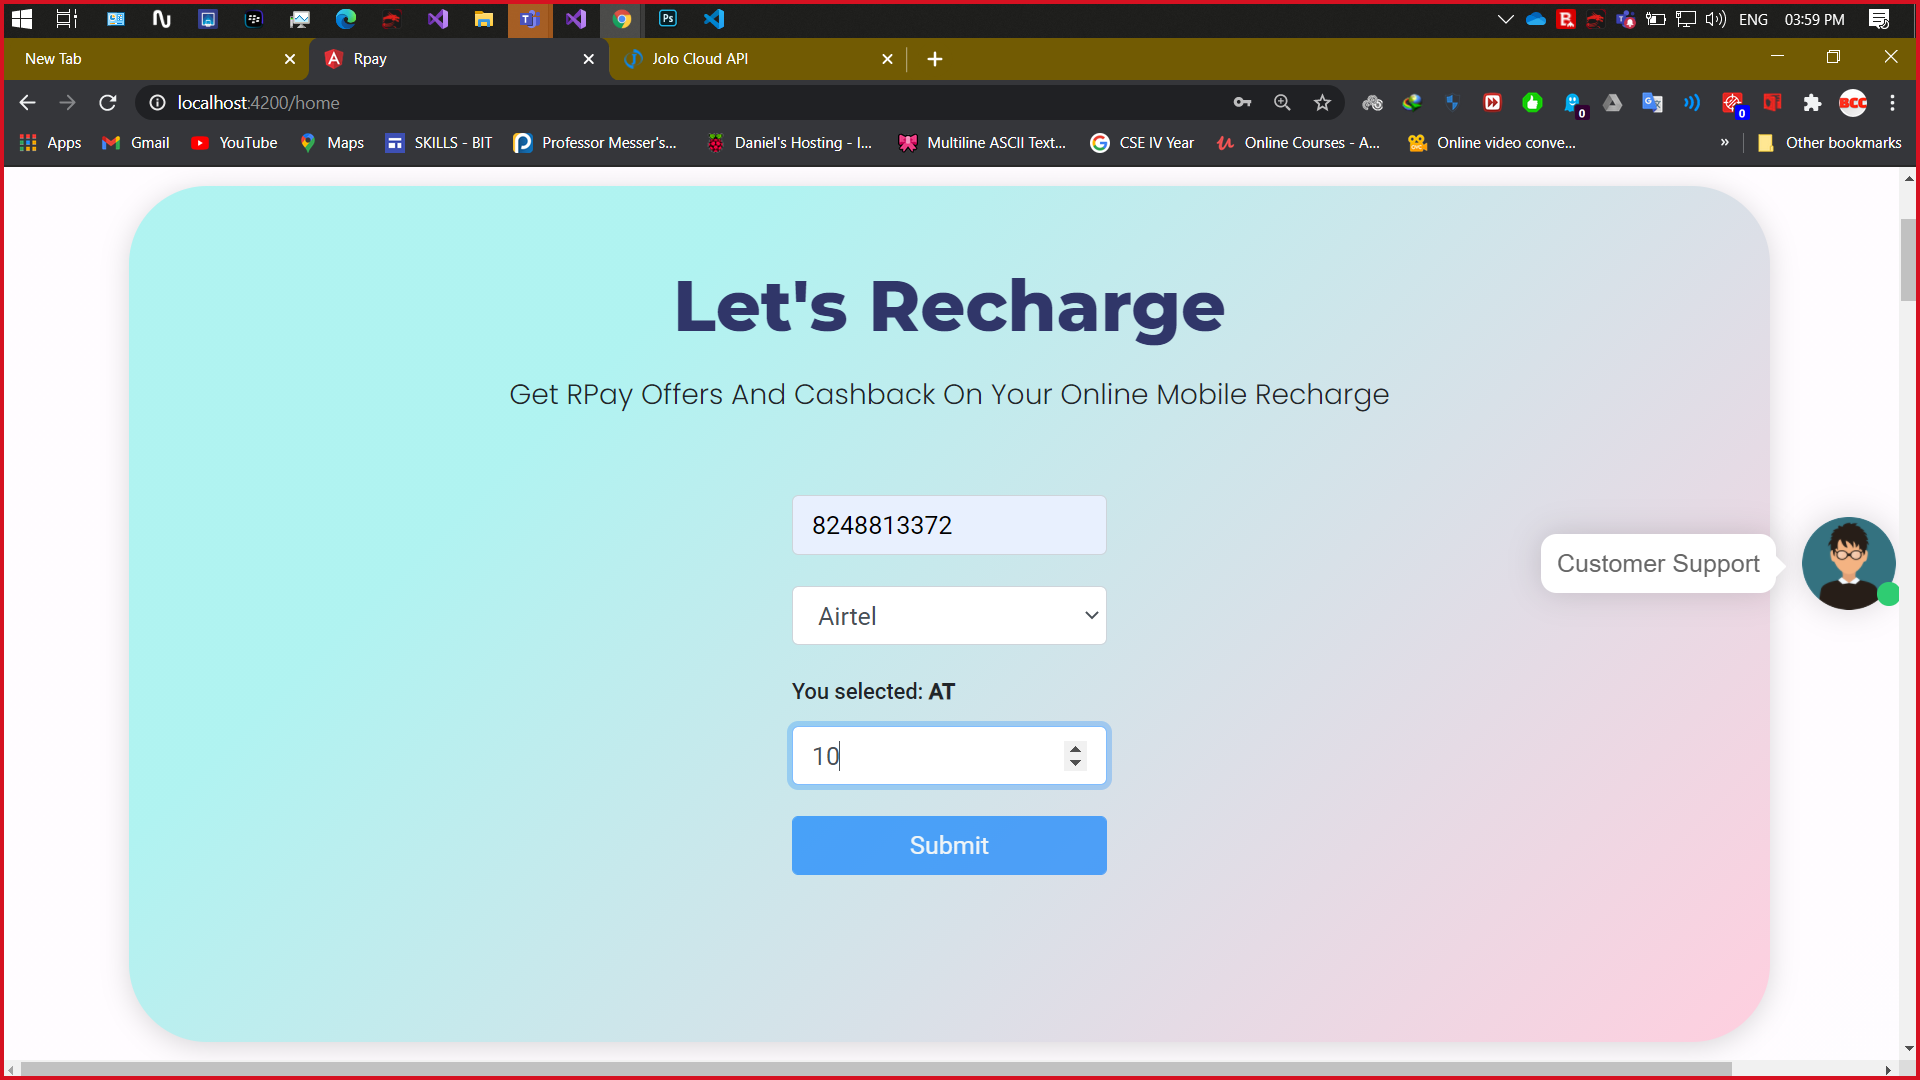 ENG 03:59 PM
New Tab
Rpay
Jolo Cloud API
localhost:4200/home
BCC
0
0
Apps
Gmail
YouTube
Maps
SKILLS - BIT
Professor Messer's...
Daniel's Hosting - I...
Multiline ASCII Text...
CSE IV Year
Online Courses - A...
Online video conve...
»
Other bookmarks
Let's Recharge
Get RPay Offers And Cashback On Your Online Mobile Recharge
8248813372
Customer Support
Airtel
You selected: AT
10
Submit